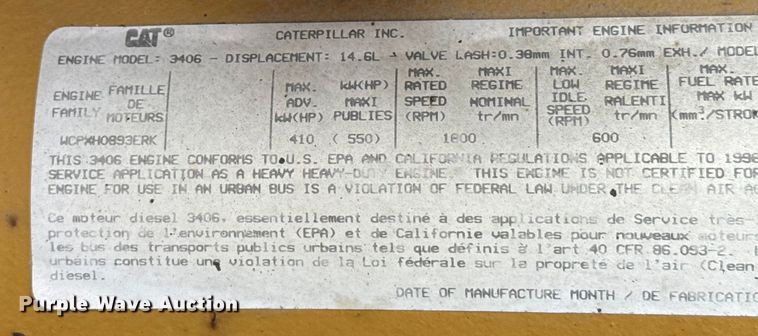 CAT® CATERPILLAR INC. IMPORTANT ENGINE INFORMATION
ENGINE MODEL: 3406 - DISPLACEMENT: 14.6L - VALVE LASH:0.38mm INT. 0.76mm EXH./ MODEL
MAX. kW(HP) MAX. MAXI MAX. MAXI MAX.
ENGINE FAMILLE ADV. MAXI RATED REGIME LOW REGIME FUEL RATE
FAMILY DE kW(HP) PUBLIES SPEED NOMINAL IDLE RALENTI MAX kW
MOTEURS (RPM) tr/mn SPEED tr/mn (mm³/STROK
(RPM)
WCPXH0893ERK 410 ( 550) 1800 600
THIS 3406 ENGINE CONFORMS TO U.S. EPA AND CALIFORNIA REGULATIONS APPLICABLE TO 1998
SERVICE APPLICATION AS A HEAVY HEAVY-DUTY ENGINE. THIS ENGINE IS NOT CERTIFIED FOR
ENGINE FOR USE IN AN URBAN BUS IS A VIOLATION OF FEDERAL LAW UNDER THE CLEAN AIR AC
Ce moteur diesel 3406, essentiellement destiné à des applications de Service très-
protection de l'environnement (EPA) et de Californie valables pour nouveaux moteurs
les bus des transports publics urbains tels que définis à l'art 40 CFR 86.093-2.
urbains constitue une violation de la Loi fédérale sur la propreté de l'air (Clean
diesel.
DATE OF MANUFACTURE MONTH / DE FABRICATIO
Purple Wave Auction